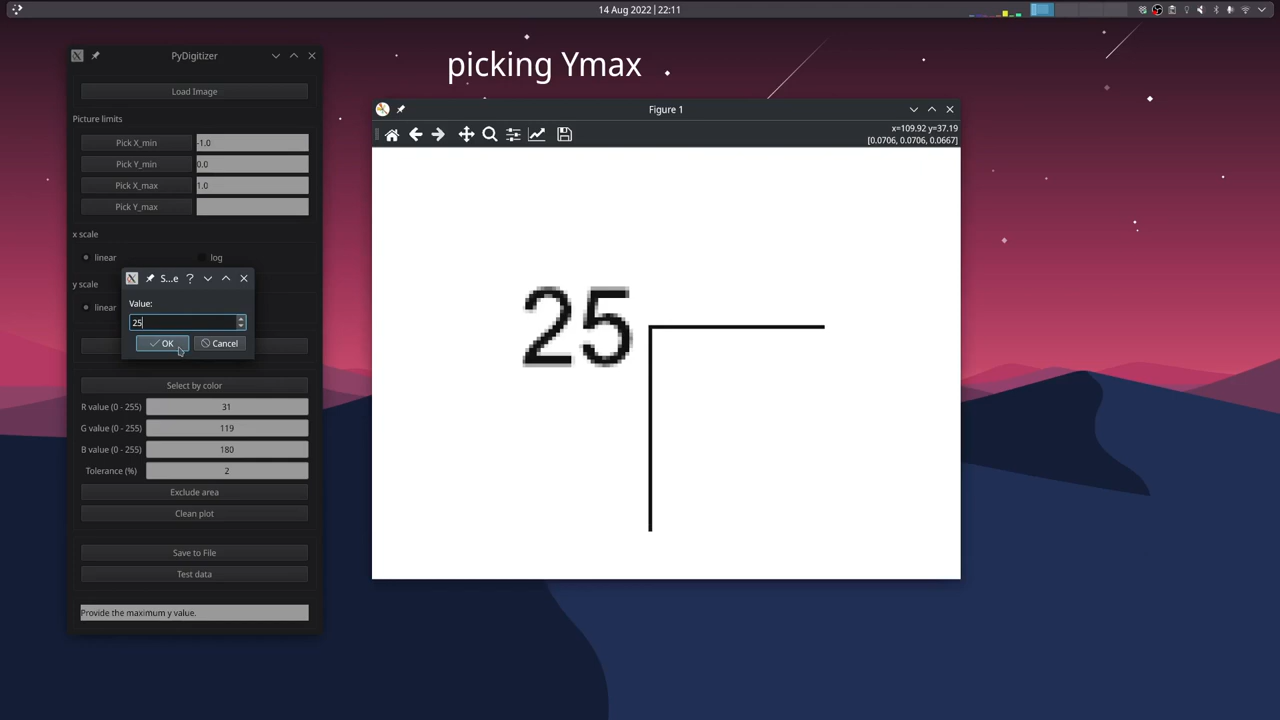 14 Aug 2022 | 22:11
picking Ymax
PyDigitizer
Load Image
Picture limits
Pick X_min
-1.0
Pick Y_min
0.0
Pick X_max
1.0
Pick Y_max
x scale
linear
log
y scale
linear
S...e
?
Value:
25
OK
Cancel
Select by color
R value (0 - 255)
31
G value (0 - 255)
119
B value (0 - 255)
180
Tolerance (%)
2
Exclude area
Clean plot
Save to File
Test data
Provide the maximum y value.
Figure 1
x=109.92 y=37.19
[0.0706, 0.0706, 0.0667]
25